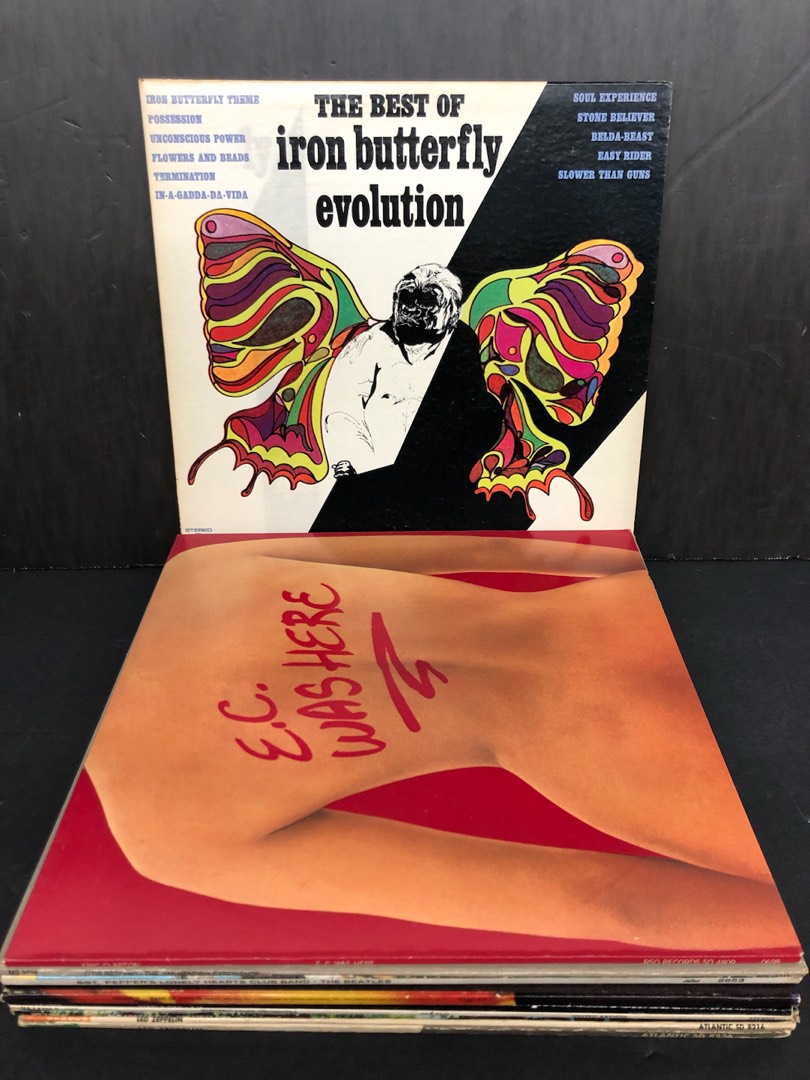 IRON BUTTERFLY THEME
POSSESSION
UNCONSCIOUS POWER
FLOWERS AND BEADS
TERMINATION
IN-A-GADDA-DA-VIDA
THE BEST OF
iron butterfly
evolution
SOUL EXPERIENCE
STONE BELIEVER
BELDA-BEAST
EASY RIDER
SLOWER THAN GUNS
STEREO
E.C.
WAS HERE
E.C. WAS HERE
RSO RECORDS SO 4809
SGT. PEPPER'S LONELY HEARTS CLUB BAND - THE BEATLES
2653
LED ZEPPELIN
ATLANTIC SD 8216